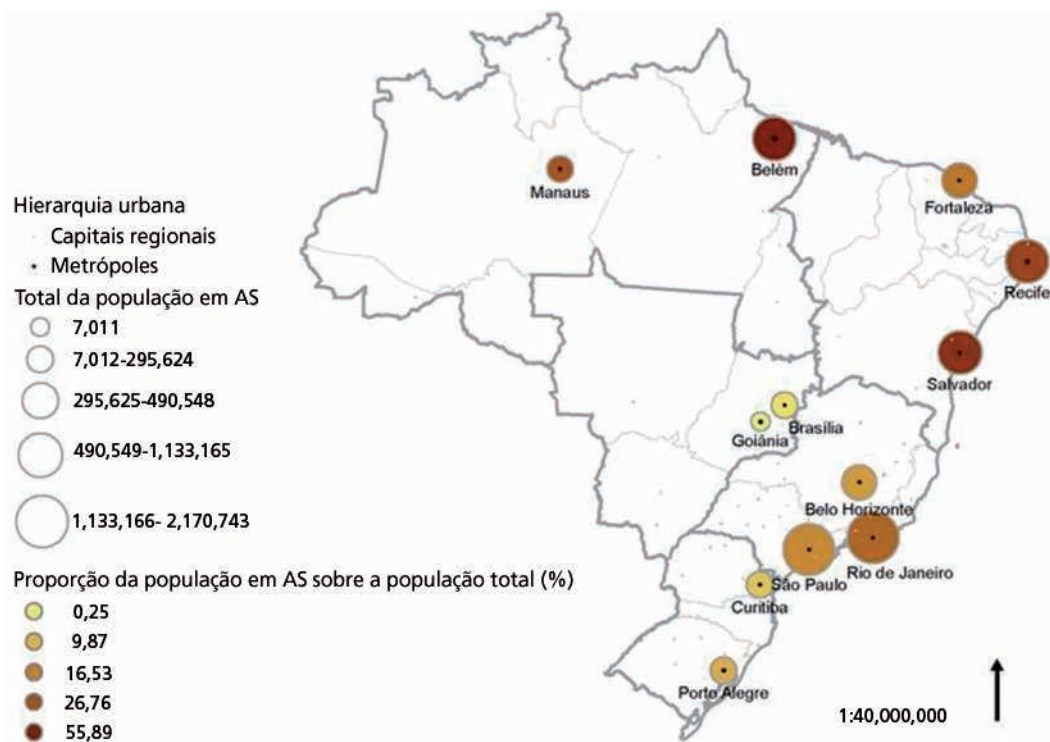 Belém
Manaus
Fortaleza
Hierarquia urbana
Capitais regionais
Metrópoles
Recife
Total da população em AS
7,011
7,012-295,624
Salvador
295,625-490,548
Brasília
Goiânia
490,549-1,133,165
Belo Horizonte
1,133,166- 2,170,743
Rio de Janeiro
Proporção da população em AS sobre a população total (%)
São Paulo
Curitiba
0,25
9,87
16,53
Porto Alegre
26,76
1:40,000,000
55,89